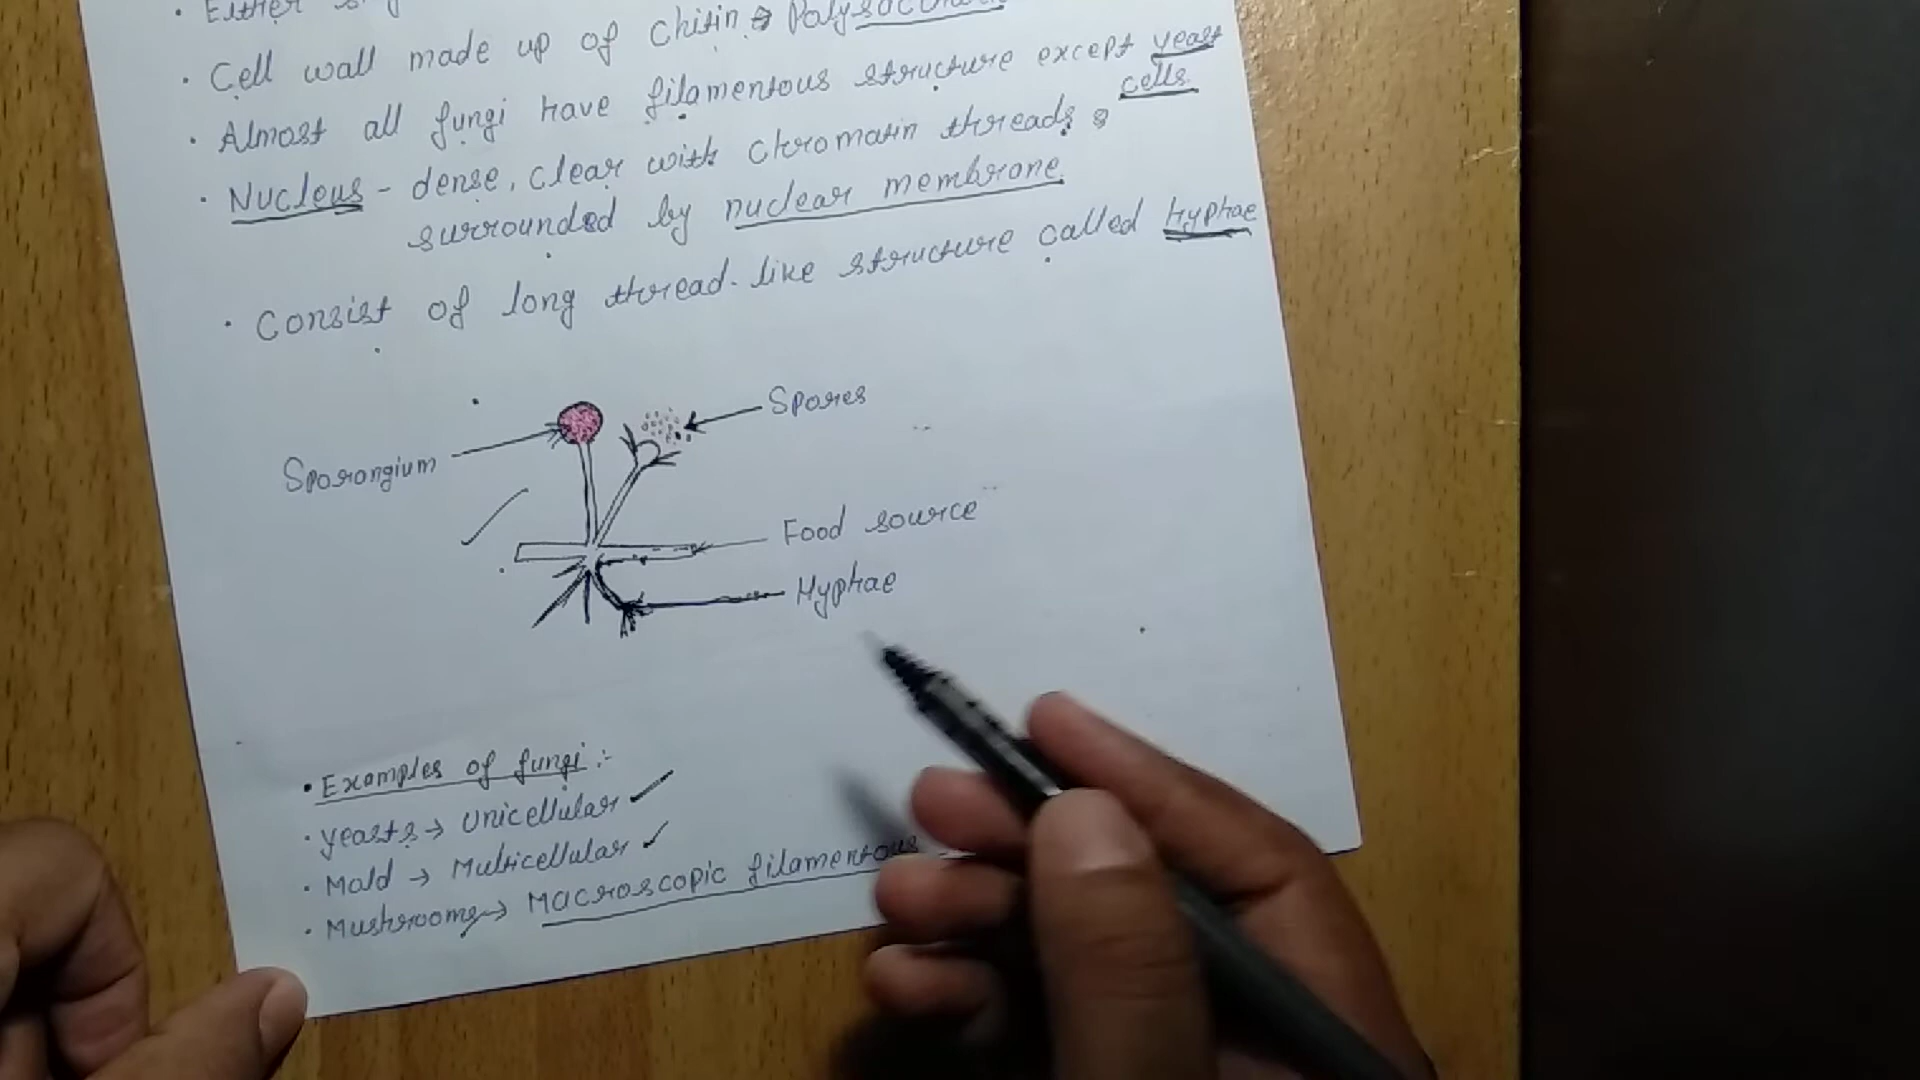 • Either
• Cell wall made up of chitin &
• Almost all fungi have filamentous structure except yeast cells.
• Nucleus - dense, clear with chromatin threads &
surrounded by nuclear membrane.
• Consist of long thread-like structure called Hyphae
Spores
Sporangium
Food source
Hyphae
• Examples of fungi :-
• Yeasts → Unicellular ✓
• Mold → Multicellular ✓
• Mushrooms → Macroscopic filamentous